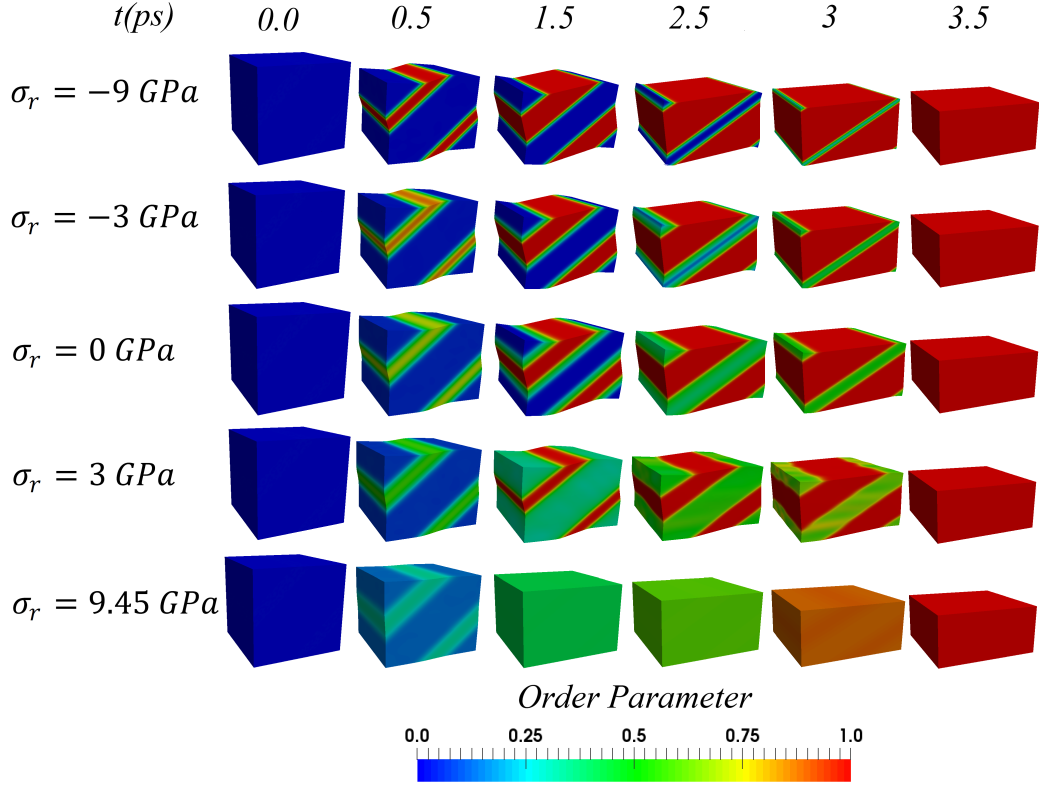 t(ps) 0.0 0.5 1.5 2.5 3 3.5
σr = −9 GPa
σr = −3 GPa
σr = 0 GPa
σr = 3 GPa
σr = 9.45 GPa
Order Parameter
0.0 0.25 0.5 0.75 1.0